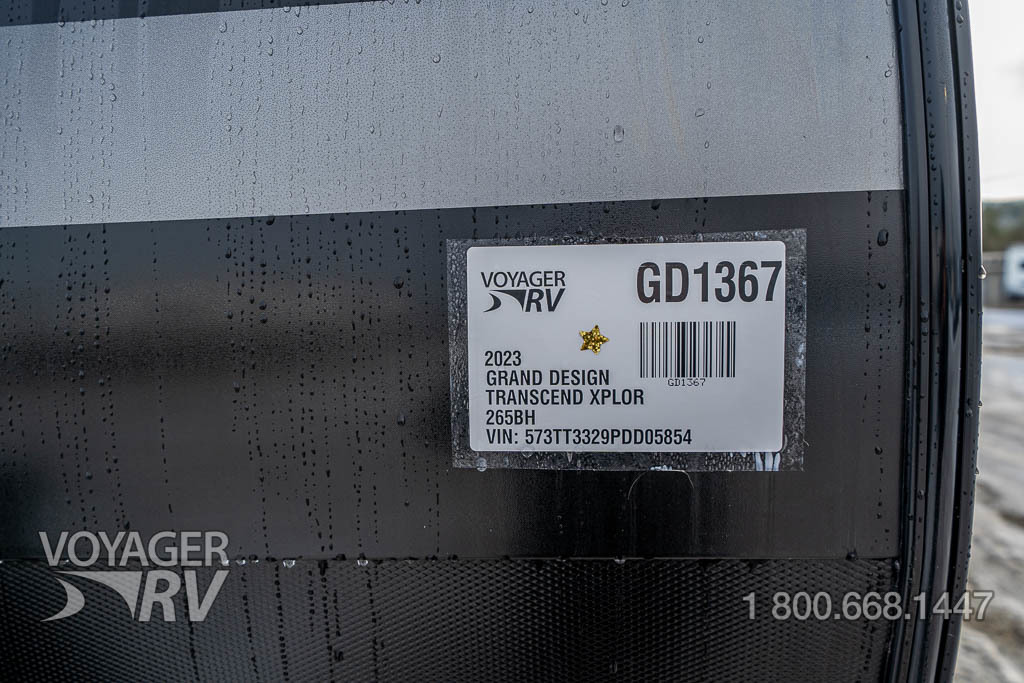 VOYAGER
RV
GD1367
GD1367
2023
GRAND DESIGN
TRANSCEND XPLOR
265BH
VIN: 573TT3329PDD05854
VOYAGER
RV
1 800.668.1447